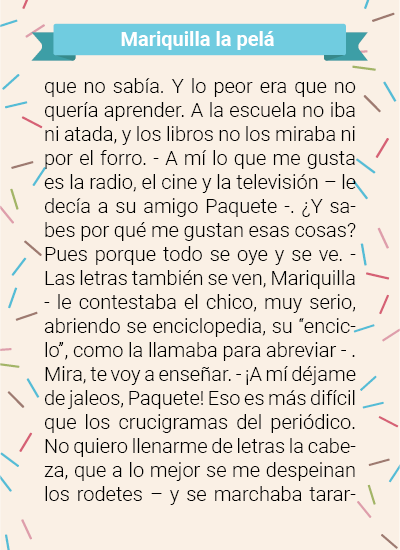 Mariquilla la pelá
que no sabía. Y lo peor era que no
quería aprender. A la escuela no iba
ni atada, y los libros no los miraba ni
por el forro. - A mí lo que me gusta
es la radio, el cine y la televisión – le
decía a su amigo Paquete -. ¿Y sa-
bes por qué me gustan esas cosas?
Pues porque todo se oye y se ve. -
Las letras también se ven, Mariquilla
- le contestaba el chico, muy serio,
abriendo se enciclopedia, su “encic-
lo”, como la llamaba para abreviar - .
Mira, te voy a enseñar. - ¡A mí déjame
de jaleos, Paquete! Eso es más difícil
que los crucigramas del periódico.
No quiero llenarme de letras la cabe-
za, que a lo mejor se me despeinan
los rodetes – y se marchaba tarar-